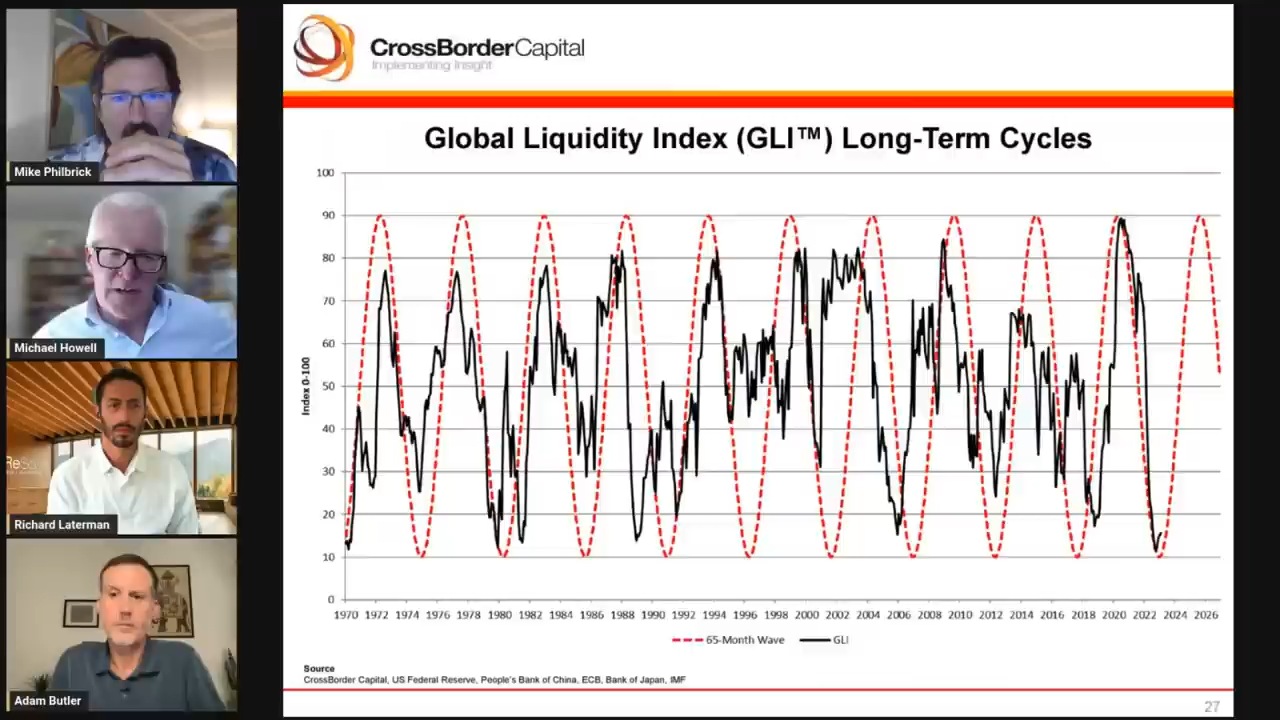 Mike Philbrick
Michael Howell
Richard Laterman
Adam Butler
CrossBorderCapital
Implementing Insight
Global Liquidity Index (GLI™) Long-Term Cycles
Index 0-100
100
90
80
70
60
50
40
30
20
10
0
1970 1972 1974 1976 1978 1980 1982 1984 1986 1988 1990 1992 1994 1996 1998 2000 2002 2004 2006 2008 2010 2012 2014 2016 2018 2020 2022 2024 2026
65-Month Wave GLI
Source
CrossBorder Capital, US Federal Reserve, People's Bank of China, ECB, Bank of Japan, IMF
27